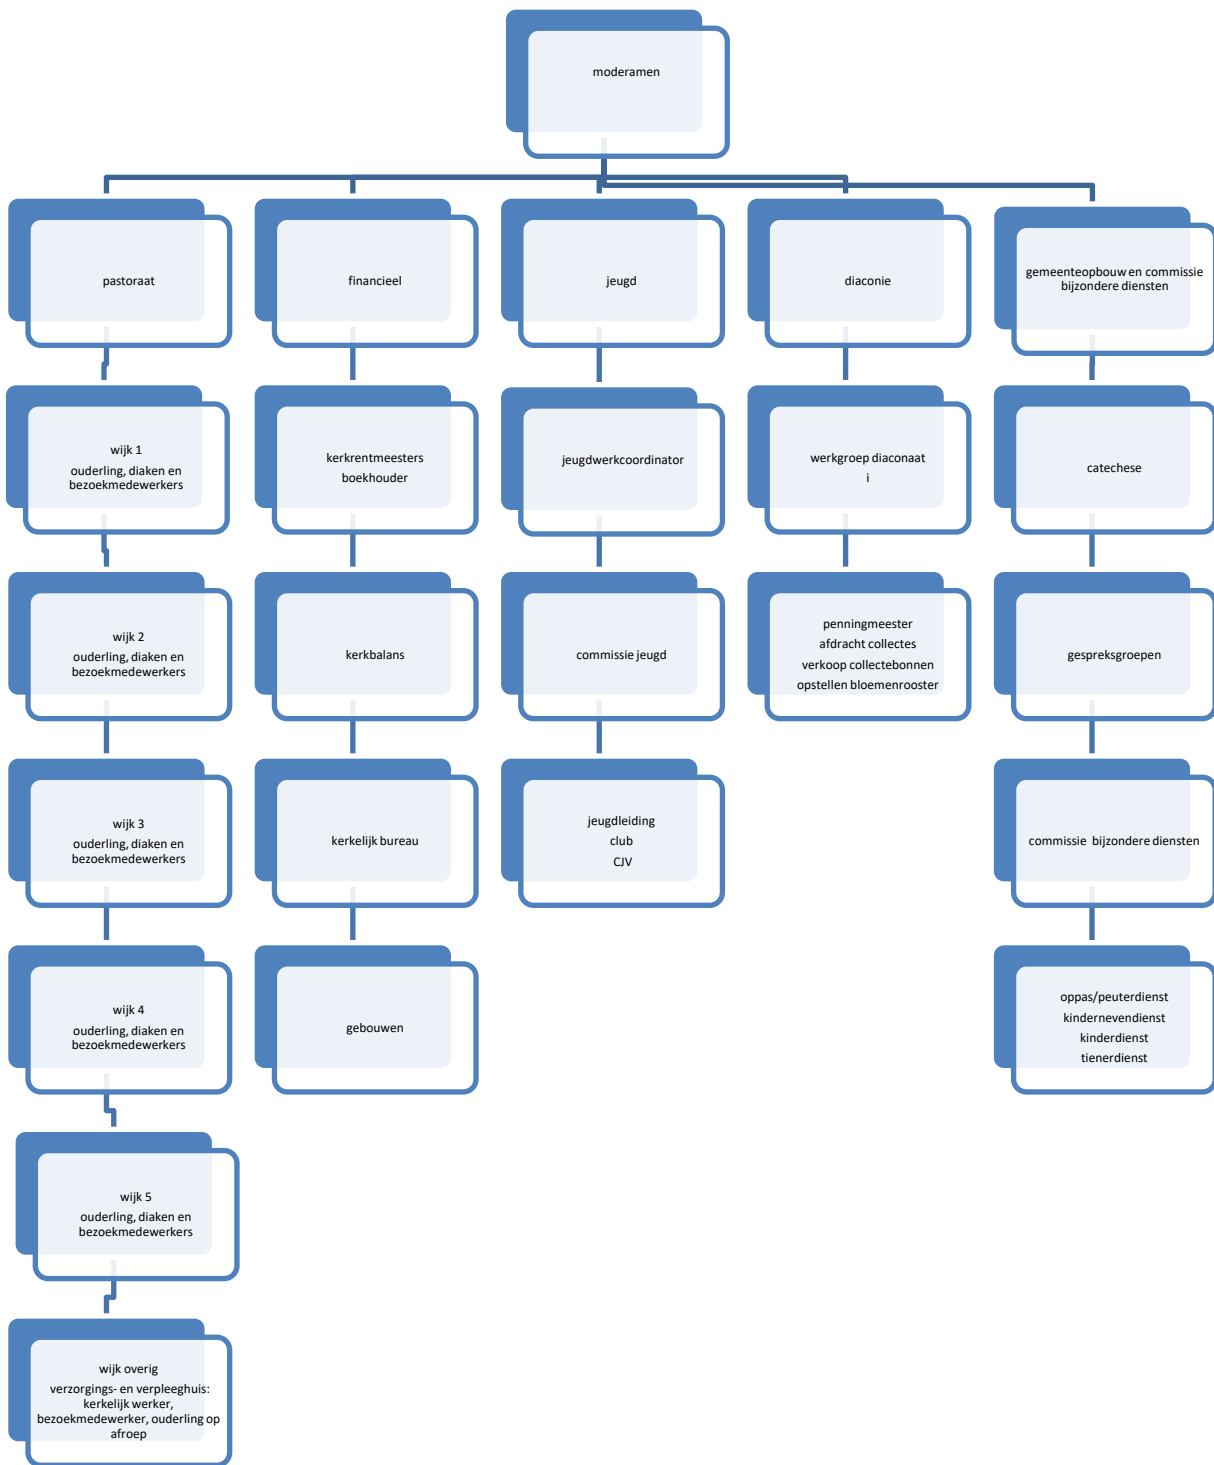 moderamen
pastoraat
financieel
jeugd
diaconie
gemeenteopbouw en commissie
bijzondere diensten
wijk 1
ouderling, diaken en
bezoekmedewerkers
kerkrentmeesters
boekhouder
jeugdwerkcoordinator
werkgroep diaconaat
i
catechese
wijk 2
ouderling, diaken en
bezoekmedewerkers
kerkbalans
commissie jeugd
penningmeester
afdracht collectes
verkoop collectebonnen
opstellen bloemenrooster
gespreksgroepen
wijk 3
ouderling, diaken en
bezoekmedewerkers
kerkelijk bureau
jeugdleiding
club
CJV
commissie bijzondere diensten
wijk 4
ouderling, diaken en
bezoekmedewerkers
gebouwen
oppas/peuterdienst
kindernevendienst
kinderdienst
tienerdienst
wijk 5
ouderling, diaken en
bezoekmedewerkers
wijk overig
verzorgings- en verpleeghuis:
kerkelijk werker,
bezoekmedewerker, ouderling op
afroep